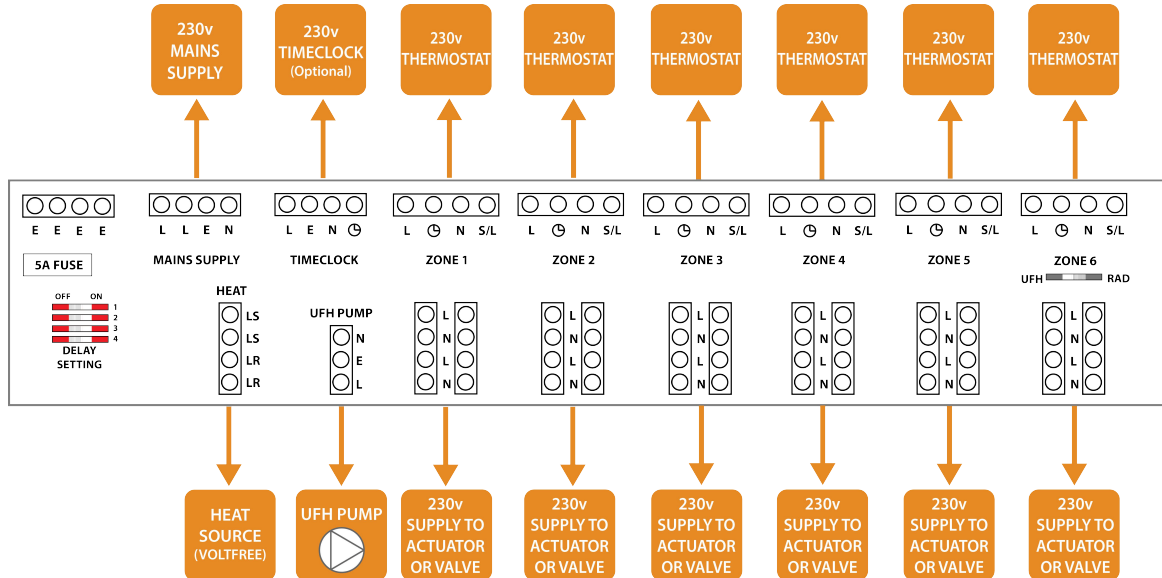 230v
MAINS
SUPPLY
230v
TIMECLOCK
(Optional)
230v
THERMOSTAT
230v
THERMOSTAT
230v
THERMOSTAT
230v
THERMOSTAT
230v
THERMOSTAT
230v
THERMOSTAT
E E E E
L L E N
L E N
L N S/L
L N S/L
L N S/L
L N S/L
L N S/L
L N S/L
5A FUSE
MAINS SUPPLY
TIMECLOCK
ZONE 1
ZONE 2
ZONE 3
ZONE 4
ZONE 5
ZONE 6
UFH RAD
OFF ON
1
2
3
4
DELAY
SETTING
HEAT
LS
LS
LR
LR
UFH PUMP
N
E
L
L
N
L
N
L
N
L
N
L
N
L
N
L
N
L
N
L
N
L
N
L
N
L
N
HEAT
SOURCE
(VOLTFREE)
UFH PUMP
230v
SUPPLY TO
ACTUATOR
OR VALVE
230v
SUPPLY TO
ACTUATOR
OR VALVE
230v
SUPPLY TO
ACTUATOR
OR VALVE
230v
SUPPLY TO
ACTUATOR
OR VALVE
230v
SUPPLY TO
ACTUATOR
OR VALVE
230v
SUPPLY TO
ACTUATOR
OR VALVE